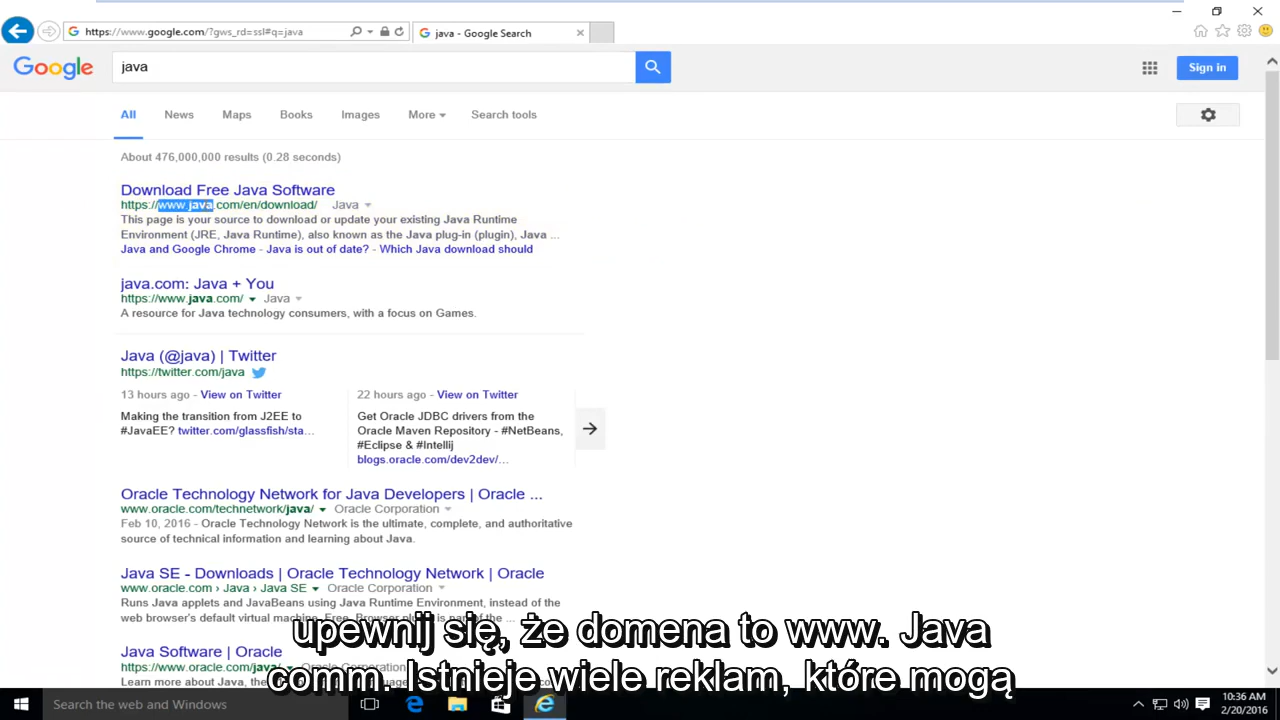 https://www.google.com/?gws_rd=ssl#q=java
java - Google Search
Google
java
Sign in
All News Maps Books Images More Search tools
About 476,000,000 results (0.28 seconds)
Download Free Java Software
https://www.java.com/en/download/ Java
This page is your source to download or update your existing Java Runtime
Environment (JRE, Java Runtime), also known as the Java plug-in (plugin), Java ...
Java and Google Chrome - Java is out of date? - Which Java download should
java.com: Java + You
https://www.java.com/ Java
A resource for Java technology consumers, with a focus on Games.
Java (@java) | Twitter
https://twitter.com/java
13 hours ago - View on Twitter
Making the transition from J2EE to
#JavaEE? twitter.com/glassfish/sta...
22 hours ago - View on Twitter
Get Oracle JDBC drivers from the
Oracle Maven Repository - #NetBeans,
#Eclipse & #Intellij
blogs.oracle.com/dev2dev/...
Oracle Technology Network for Java Developers | Oracle ...
www.oracle.com/technetwork/java/ Oracle Corporation
Feb 10, 2016 - Oracle Technology Network is the ultimate, complete, and authoritative
source of technical information and learning about Java.
Java SE - Downloads | Oracle Technology Network | Oracle
www.oracle.com › Java › Java SE Oracle Corporation
Runs Java applets and JavaBeans using Java Runtime Environment, instead of the
web browser's default virtual machine. Free. Browser part of the ...
Java Software | Oracle
https://www.oracle.com/java/ Oracle Corporation
Learn more about Java,
upewnij się, że domena to www. Java
comm. Istnieje wiele reklam, które mogą
Search the web and Windows
10:36 AM
2/20/2016